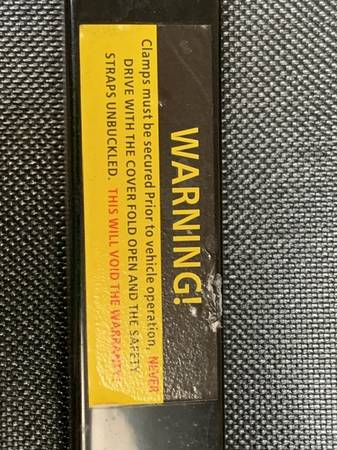 WARNING!
Clamps must be secured Prior to vehicle operation, NEVER
DRIVE WITH THE COVER FOLD OPEN AND THE SAFETY
STRAPS UNBUCKLED. THIS WILL VOID THE WARRANTY.